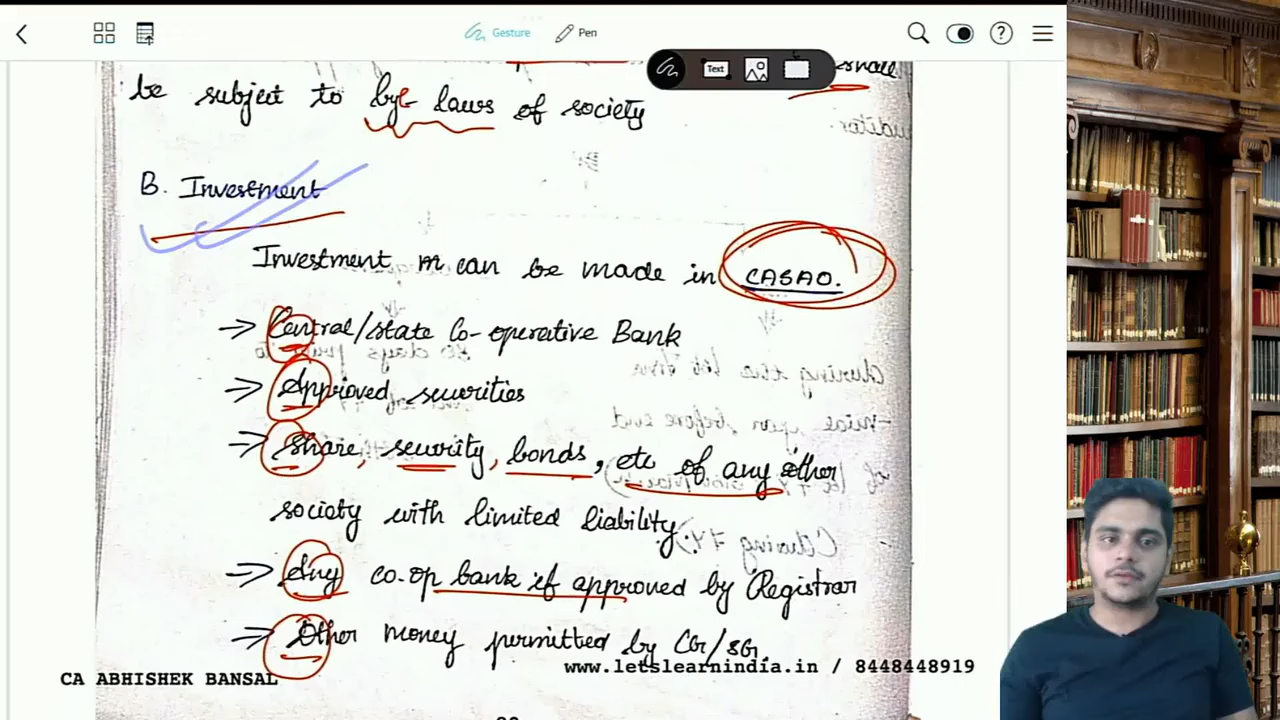 Gesture Pen
Text
shall
be subject to bye laws of society
B. Investment
Investment m can be made in CASAO.
→ Central/state Co-operative Bank
→ Approved securities
→ share, security, bonds, etc of any other
society with limited liability.
→ Any co-op bank if approved by Registrar
→ Other money permitted by CG/SG.
www.letslearnindia.in / 8448448919
CA ABHISHEK BANSAL